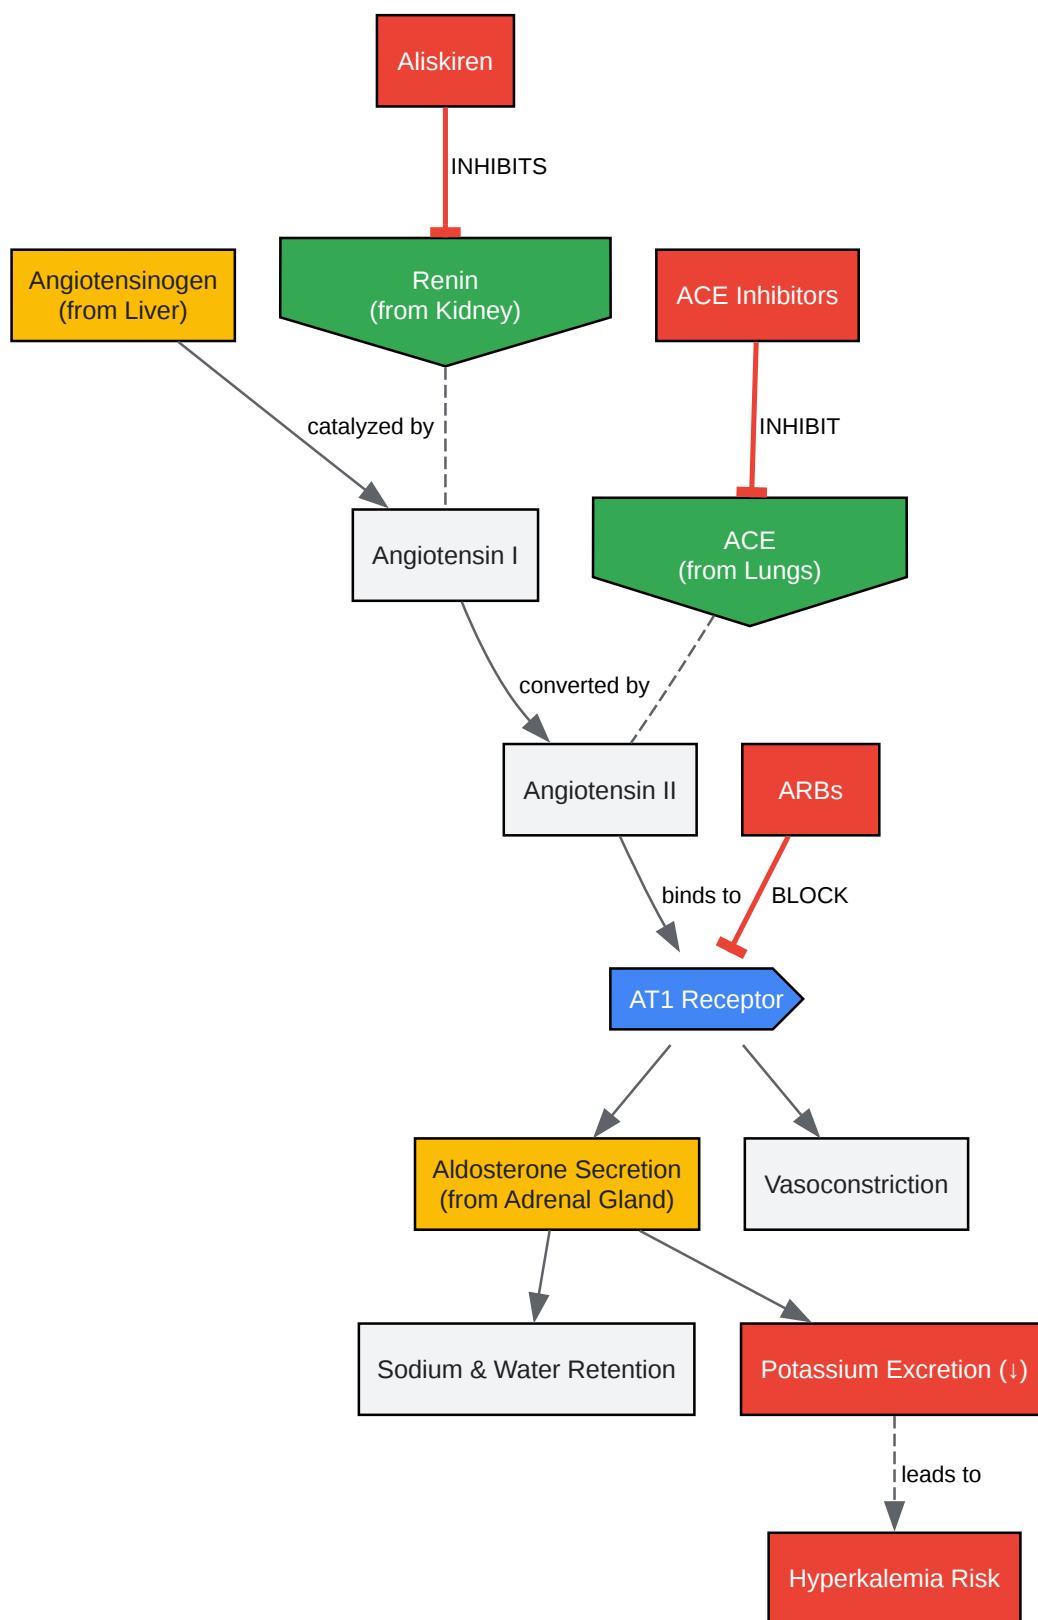 Aliskiren
INHIBITS
Angiotensinogen
(from Liver)
Renin
(from Kidney)
ACE Inhibitors
catalyzed by
INHIBIT
Angiotensin I
ACE
(from Lungs)
converted by
Angiotensin II
ARBs
binds to
BLOCK
AT1 Receptor
Aldosterone Secretion
(from Adrenal Gland)
Vasoconstriction
Sodium & Water Retention
Potassium Excretion (↓)
leads to
Hyperkalemia Risk